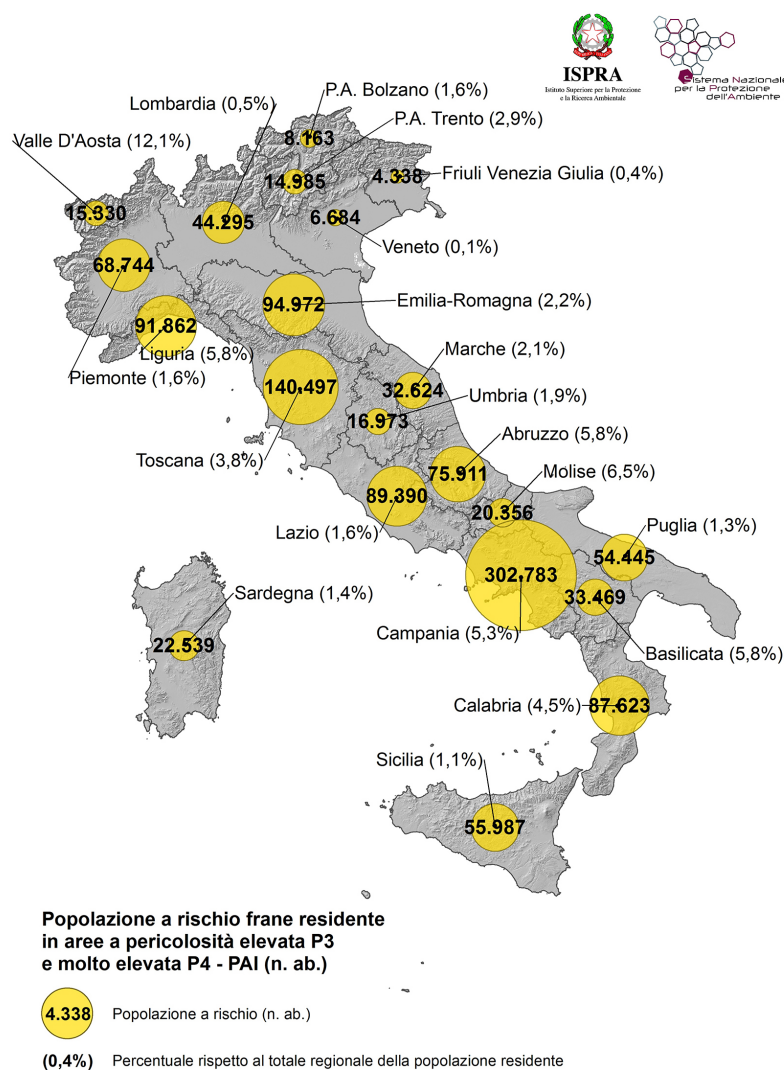 ISPRA
Istituto Superiore per la Protezione
e la Ricerca Ambientale
Sistema Nazionale
per la Protezione
dell'Ambiente
P.A. Bolzano (1,6%)
Lombardia (0,5%)
8.163
P.A. Trento (2,9%)
Valle D'Aosta (12,1%)
14.985
4.338
Friuli Venezia Giulia (0,4%)
15.330
44.295
6.684
Veneto (0,1%)
68.744
94.972
Emilia-Romagna (2,2%)
91.862
Liguria (5,8%)
Marche (2,1%)
Piemonte (1,6%)
140.497
32.624
Umbria (1,9%)
16.973
Abruzzo (5,8%)
Toscana (3,8%)
75.911
Molise (6,5%)
89.390
20.356
Lazio (1,6%)
Puglia (1,3%)
54.445
302.783
Sardegna (1,4%)
33.469
Campania (5,3%)
22.539
Basilicata (5,8%)
Calabria (4,5%)
87.623
Sicilia (1,1%)
55.987
Popolazione a rischio frane residente
in aree a pericolosità elevata P3
e molto elevata P4 - PAI (n. ab.)
4.338 Popolazione a rischio (n. ab.)
(0,4%) Percentuale rispetto al totale regionale della popolazione residente